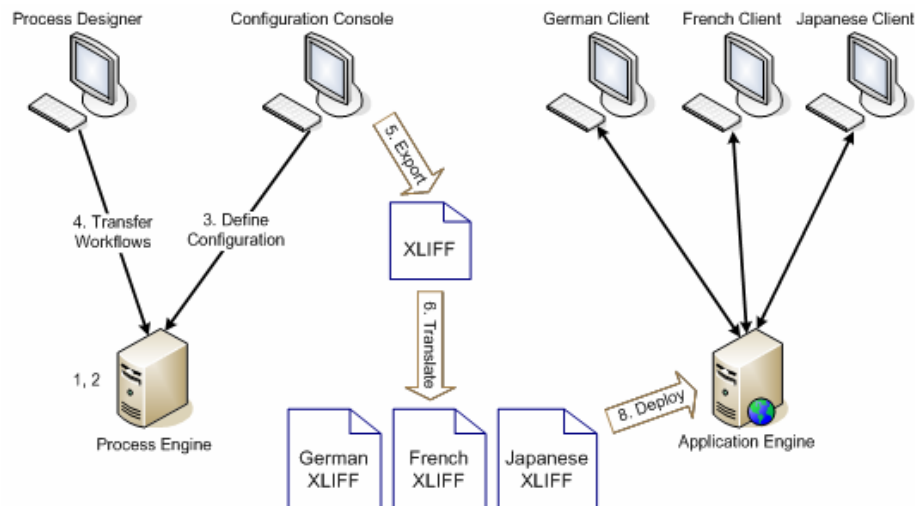 Process Designer
Configuration Console
German Client
French Client
Japanese Client
5. Export
4. Transfer
Workflows
3. Define
Configuration
XLIFF
6. Translate
1, 2
Process Engine
8. Deploy
Application Engine
German
XLIFF
French
XLIFF
Japanese
XLIFF